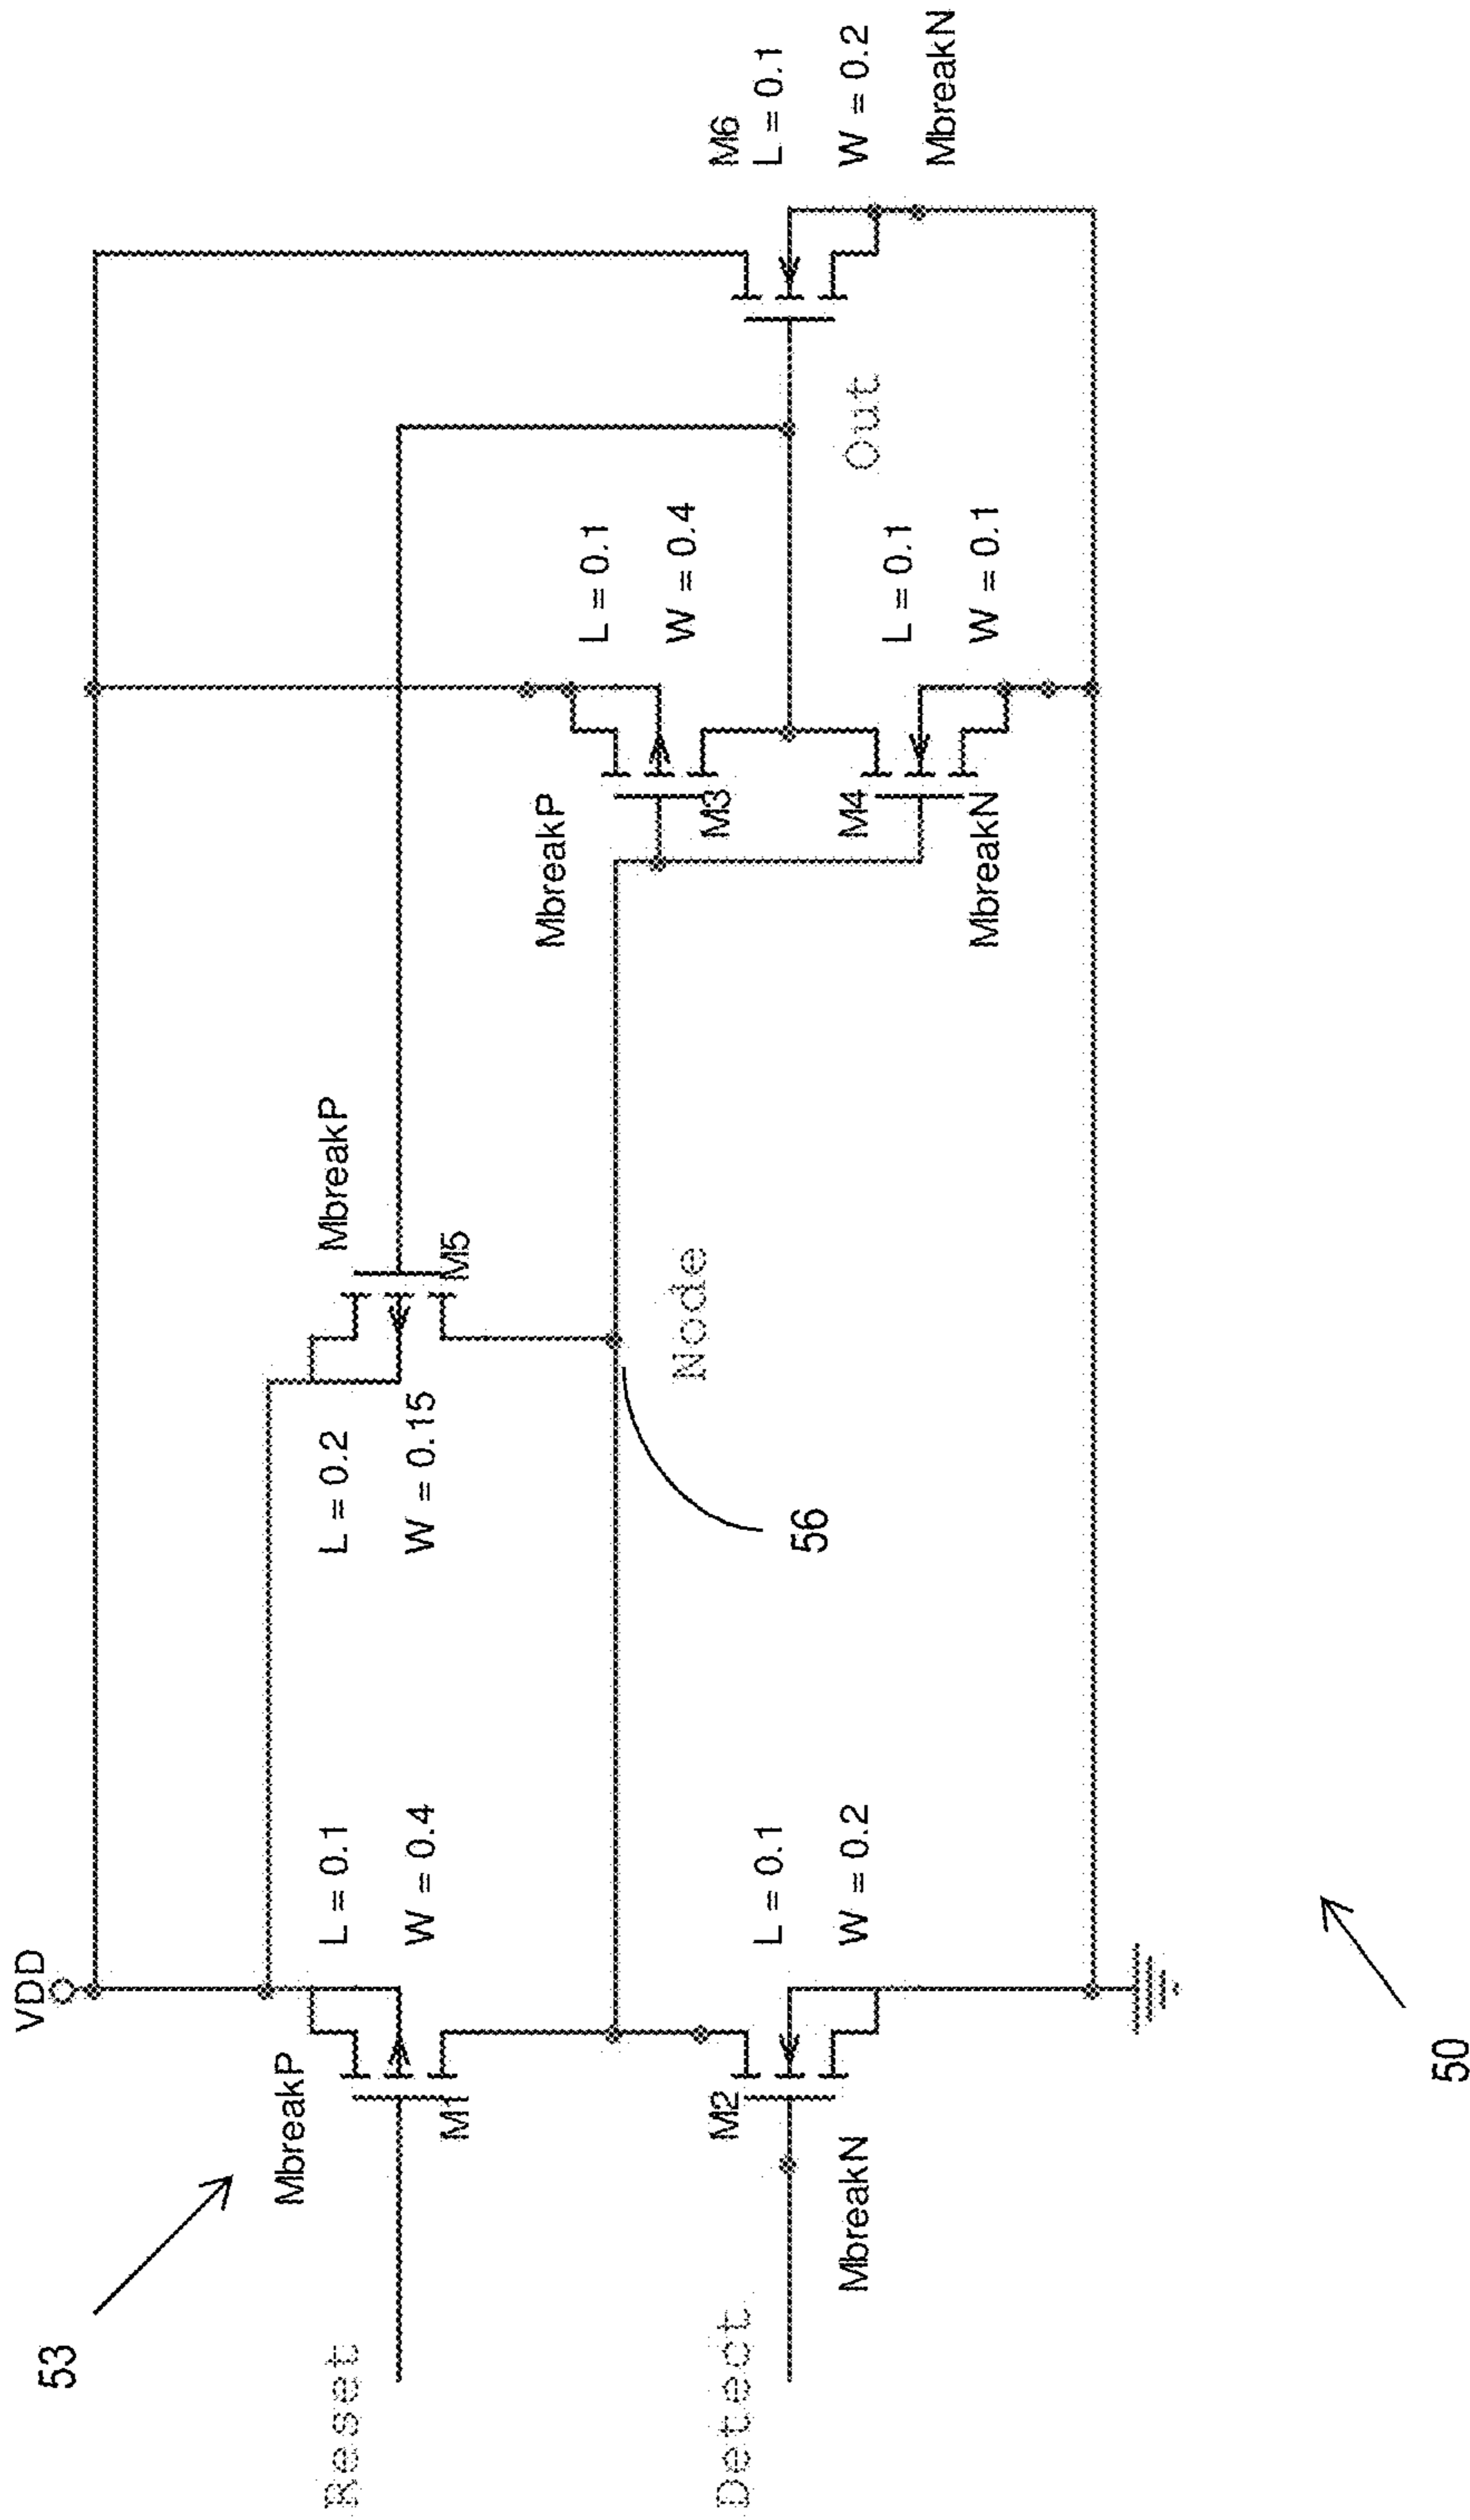 53
VDD
Reset
MbreakP
M1
L = 0.1
W = 0.4
Detect
M2
MbreakN
L = 0.1
W = 0.2
L = 0.2
W = 0.15
MbreakP
M5
56
Node
MbreakP
M3
L = 0.1
W = 0.4
M4
MbreakN
L = 0.1
W = 0.1
Out
M6
L = 0.1
W = 0.2
MbreakN
50